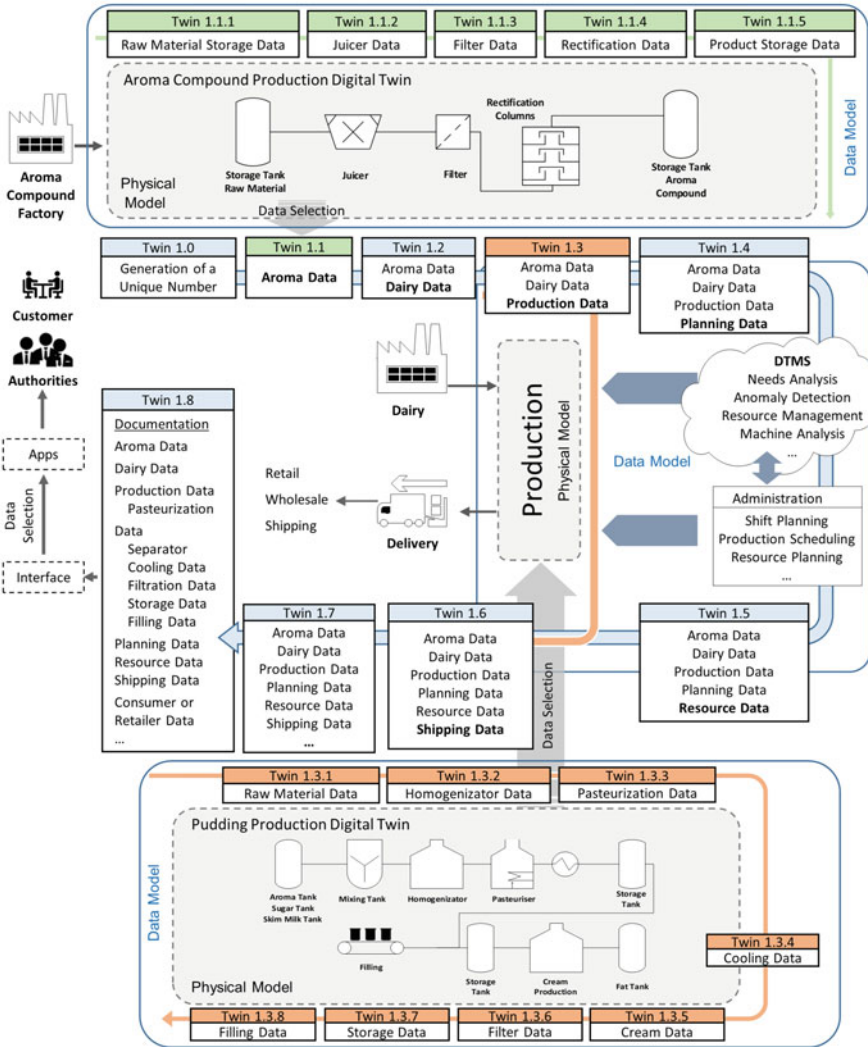 Twin 1.1.1
Raw Material Storage Data
Twin 1.1.2
Juicer Data
Twin 1.1.3
Filter Data
Twin 1.1.4
Rectification Data
Twin 1.1.5
Product Storage Data
Aroma Compound Production Digital Twin
Rectification
Columns
Storage Tank
Raw Material
Juicer
Filter
Storage Tank
Aroma
Compound
Physical
Model
Data Model
Aroma
Compound
Factory
Data Selection
Twin 1.0
Generation of a
Unique Number
Twin 1.1
Aroma Data
Twin 1.2
Aroma Data
Dairy Data
Twin 1.3
Aroma Data
Dairy Data
Production Data
Twin 1.4
Aroma Data
Dairy Data
Production Data
Planning Data
Customer
Authorities
Apps
Data
Selection
Interface
Twin 1.8
Documentation
Aroma Data
Dairy Data
Production Data
Pasteurization
Data
Separator
Cooling Data
Filtration Data
Storage Data
Filling Data
Planning Data
Resource Data
Shipping Data
Consumer or
Retailer Data
...
Dairy
Production
Physical Model
Retail
Wholesale
Shipping
Delivery
DTMS
Needs Analysis
Anomaly Detection
Resource Management
Machine Analysis
...
Data Model
Administration
Shift Planning
Production Scheduling
Resource Planning
...
Twin 1.7
Aroma Data
Dairy Data
Production Data
Planning Data
Resource Data
Shipping Data
...
Twin 1.6
Aroma Data
Dairy Data
Production Data
Planning Data
Resource Data
Shipping Data
Twin 1.5
Aroma Data
Dairy Data
Production Data
Planning Data
Resource Data
Data Selection
Twin 1.3.1
Raw Material Data
Twin 1.3.2
Homogenizator Data
Twin 1.3.3
Pasteurization Data
Pudding Production Digital Twin
Data Model
Aroma Tank
Sugar Tank
Skim Milk Tank
Mixing Tank
Homogenizator
Pasteuriser
Storage
Tank
Filling
Storage
Tank
Cream
Production
Fat Tank
Physical Model
Twin 1.3.4
Cooling Data
Twin 1.3.8
Filling Data
Twin 1.3.7
Storage Data
Twin 1.3.6
Filter Data
Twin 1.3.5
Cream Data